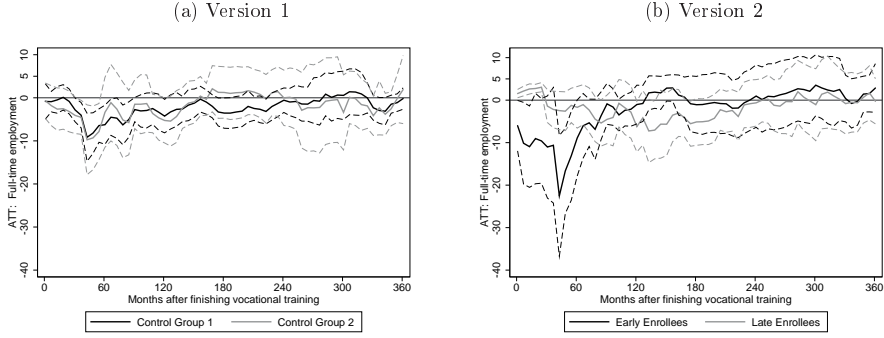 (a) Version 1
10
5
0
-10
-20
-30
-40
ATT: Full-time employment
0
60
120
180
240
300
360
Months after finishing vocational training
Control Group 1
Control Group 2
(b) Version 2
10
5
0
-10
-20
-30
-40
ATT: Full-time employment
0
60
120
180
240
300
360
Months after finishing vocational training
Early Enrollees
Late Enrollees